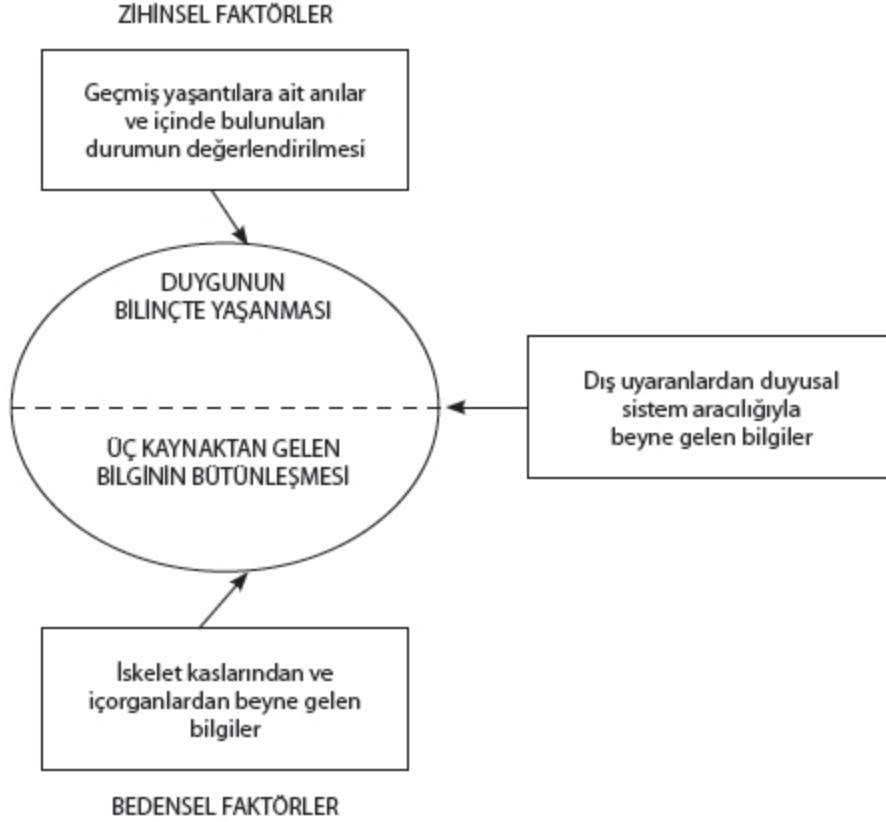 ZİHİNSEL FAKTÖRLER
Geçmiş yaşantılara ait anılar
ve içinde bulunulan
durumun değerlendirilmesi
DUYGUNUN
BİLİNÇTE YAŞANMASI
ÜÇ KAYNAKTAN GELEN
BİLGİNİN BÜTÜNLEŞMESİ
Dış uyaranlardan duyusal
sistem aracılığıyla
beyne gelen bilgiler
İskelet kaslarından ve
içorganlardan beyne gelen
bilgiler
BEDENSEL FAKTÖRLER